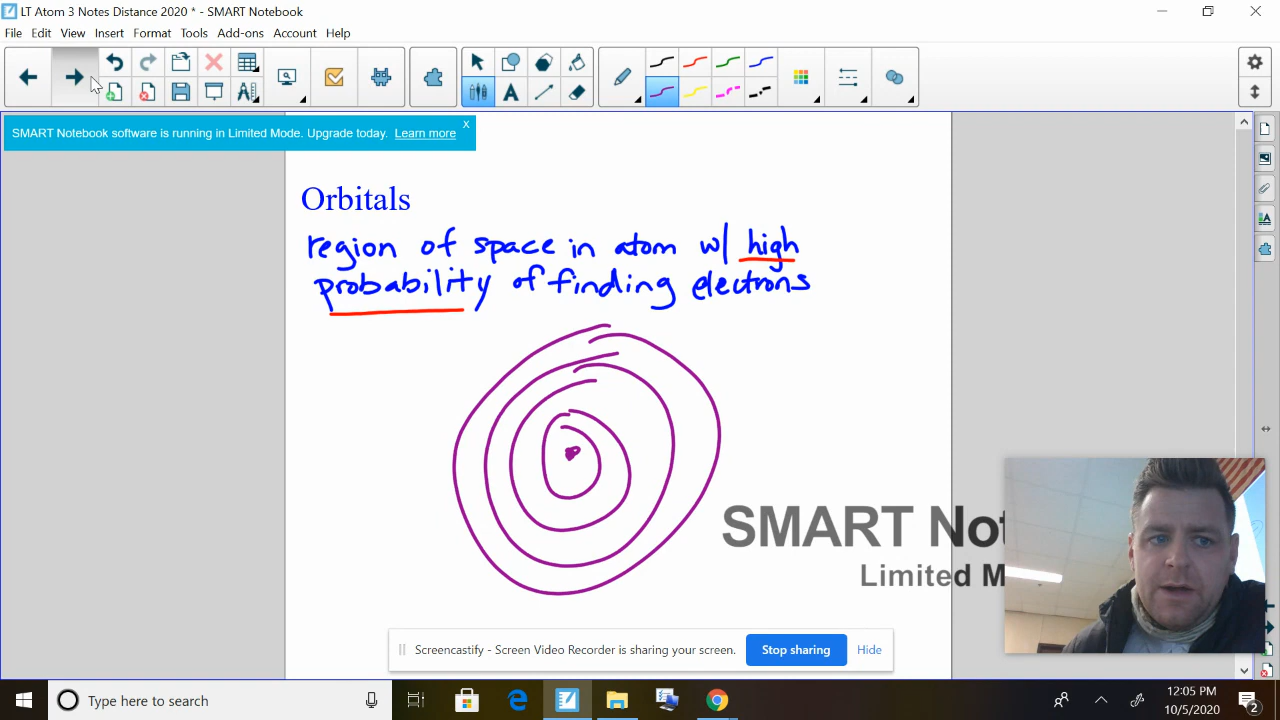 LT Atom 3 Notes Distance 2020 * - SMART Notebook
File Edit View Insert Format Tools Add-ons Account Help
SMART Notebook software is running in Limited Mode. Upgrade today. Learn more X
Orbitals
region of space in atom w/ high
probability of finding electrons
SMART Not
Limited M
Screencastify - Screen Video Recorder is sharing your screen. Stop sharing Hide
Type here to search
12:05 PM
10/5/2020
2